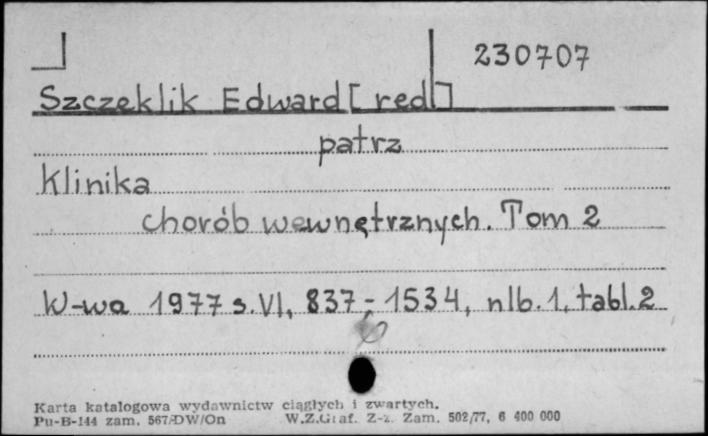 230707
Szczeklik Edward [red]
patrz
Klinika
chorób wewnętrznych. Tom 2
W-wa 1977 s. VI, 837-1534, nlb. 1, tabl. 2
Karta katalogowa wydawnictw ciągłych i zwartych.
Pu-B-144 zam. 567/DW/On W.Z.Graf. Z-z. Zam. 502/77, 6 400 000